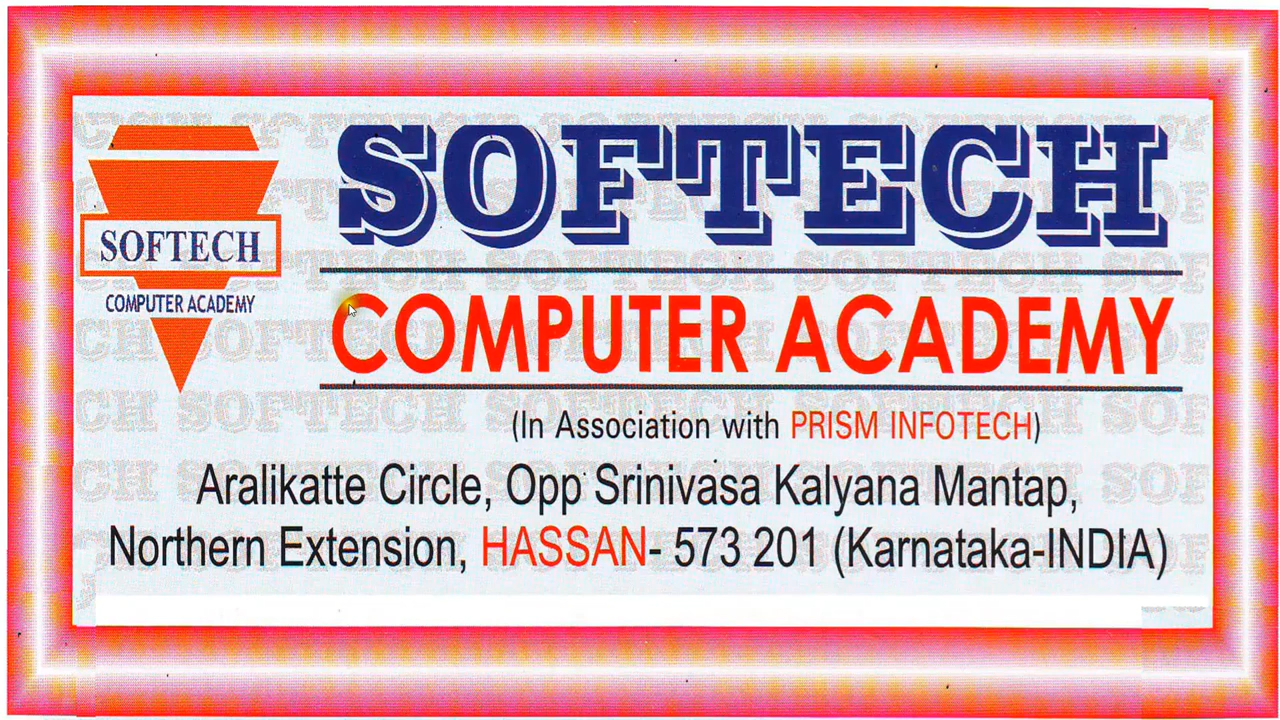 SOFTECH
COMPUTER ACADEMY
SOFTECH
COMPUTER ACADEMY
(In Association with PRISM INFOTECH)
Aralikatte Circle, Opp Srinivasa Kalyana Mantap,
Northern Extension, HASSAN- 573 201 (Karnataka-INDIA)